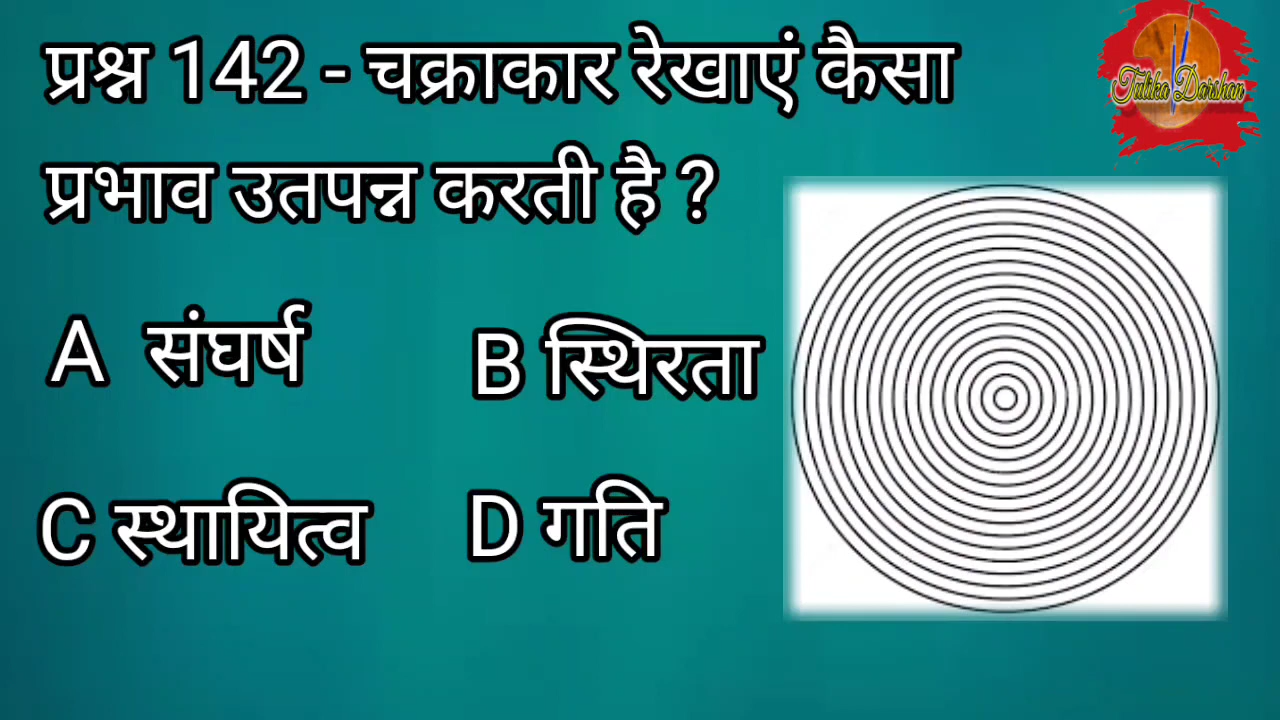 प्रश्न 142 - चक्राकार रेखाएं कैसा
Tulika Darshan
प्रभाव उतपन्न करती है ?
A संघर्ष
B स्थिरता
C स्थायित्व
D गति